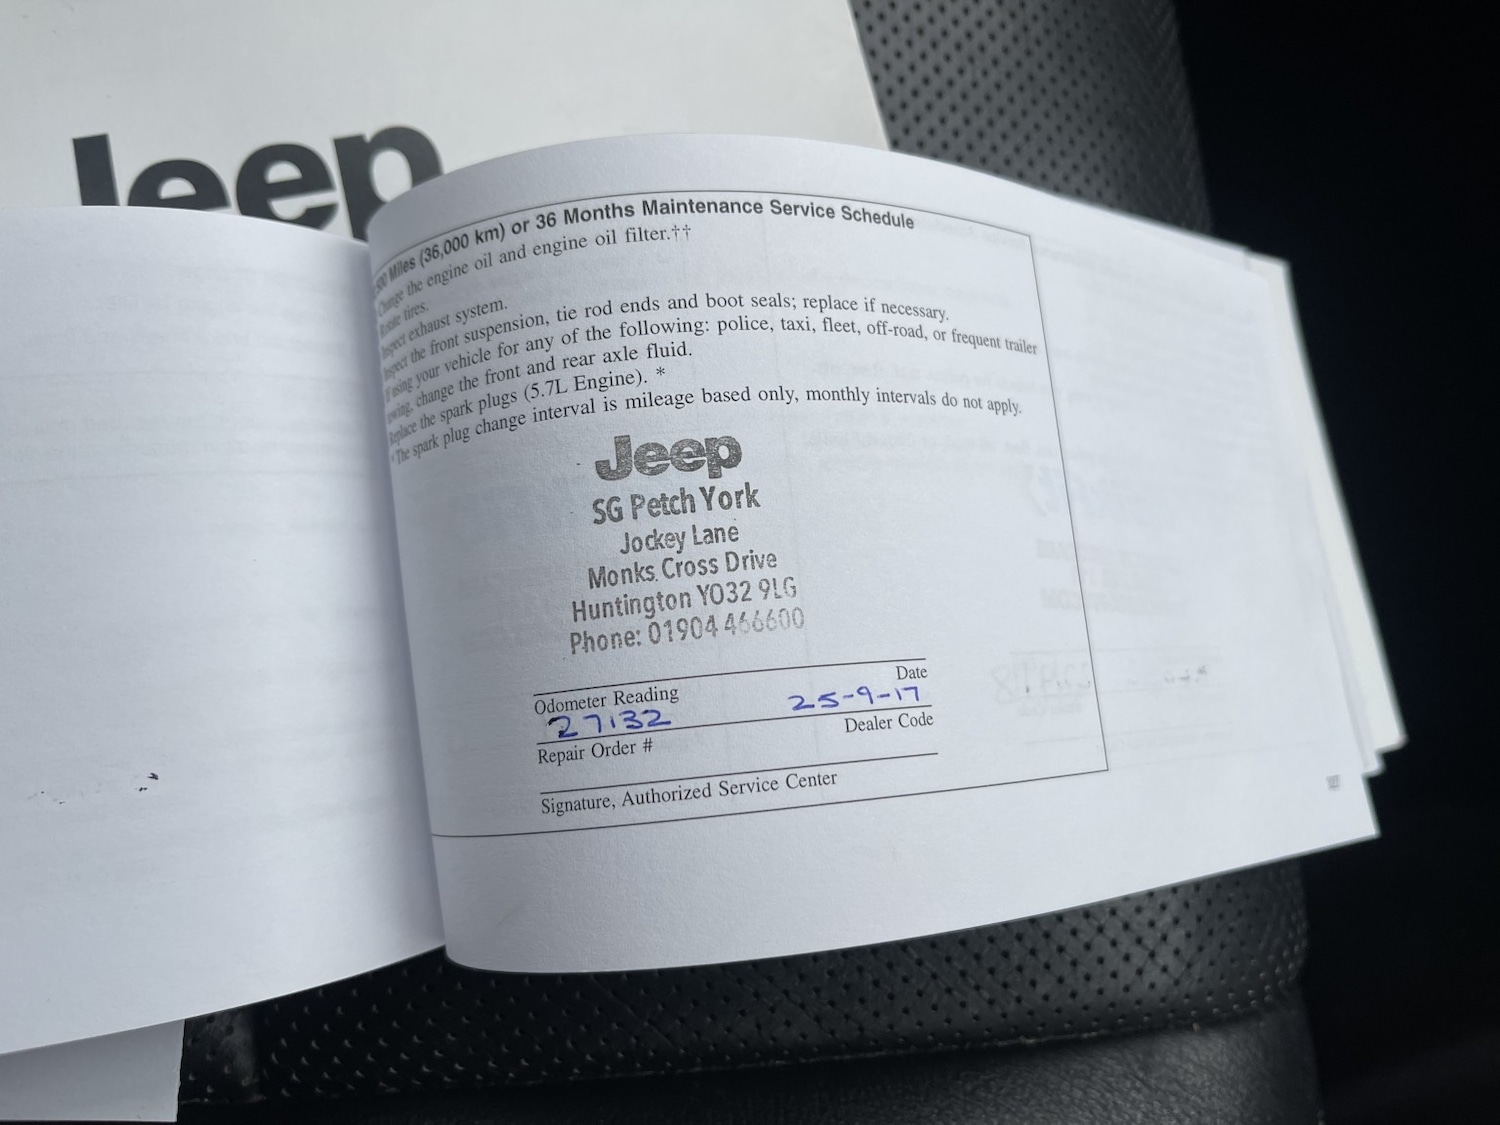 Jeep
Miles (36,000 km) or 36 Months Maintenance Service Schedule
Change the engine oil and engine oil filter.††
Rotate tires.
Inspect exhaust system.
Inspect the front suspension, tie rod ends and boot seals; replace if necessary.
If using your vehicle for any of the following: police, taxi, fleet, off-road, or frequent trailer
towing, change the front and rear axle fluid.
Replace the spark plugs (5.7L Engine). *
* The spark plug change interval is mileage based only, monthly intervals do not apply.
Jeep
SG Petch York
Jockey Lane
Monks Cross Drive
Huntington YO32 9LG
Phone: 01904 466600
Odometer Reading Date
27132 25-9-17
Repair Order # Dealer Code
Signature, Authorized Service Center